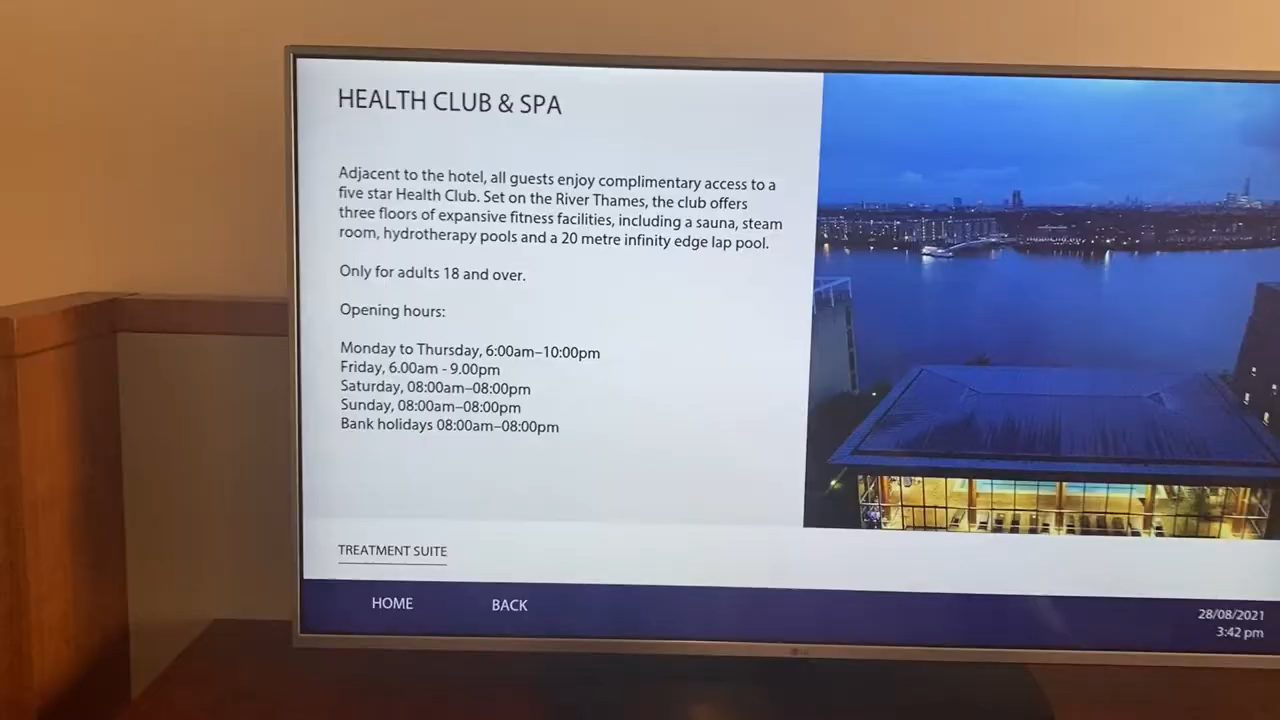 HEALTH CLUB & SPA
Adjacent to the hotel, all guests enjoy complimentary access to a
five star Health Club. Set on the River Thames, the club offers
three floors of expansive fitness facilities, including a sauna, steam
room, hydrotherapy pools and a 20 metre infinity edge lap pool.
Only for adults 18 and over.
Opening hours:
Monday to Thursday, 6:00am–10:00pm
Friday, 6.00am - 9.00pm
Saturday, 08:00am–08:00pm
Sunday, 08:00am–08:00pm
Bank holidays 08:00am–08:00pm
TREATMENT SUITE
HOME BACK
28/08/2021
3:42 pm
LG